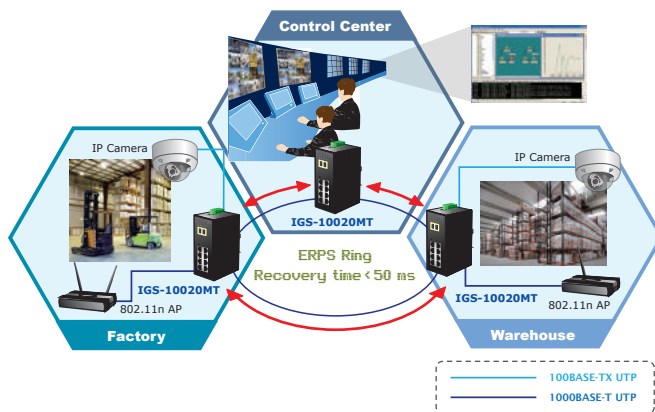 Control Center
IP Camera
IP Camera
IGS-10020MT
ERPS Ring
Recovery time < 50 ms
IGS-10020MT
802.11n AP
IGS-10020MT
802.11n AP
Factory
Warehouse
100BASE-TX UTP
1000BASE-T UTP